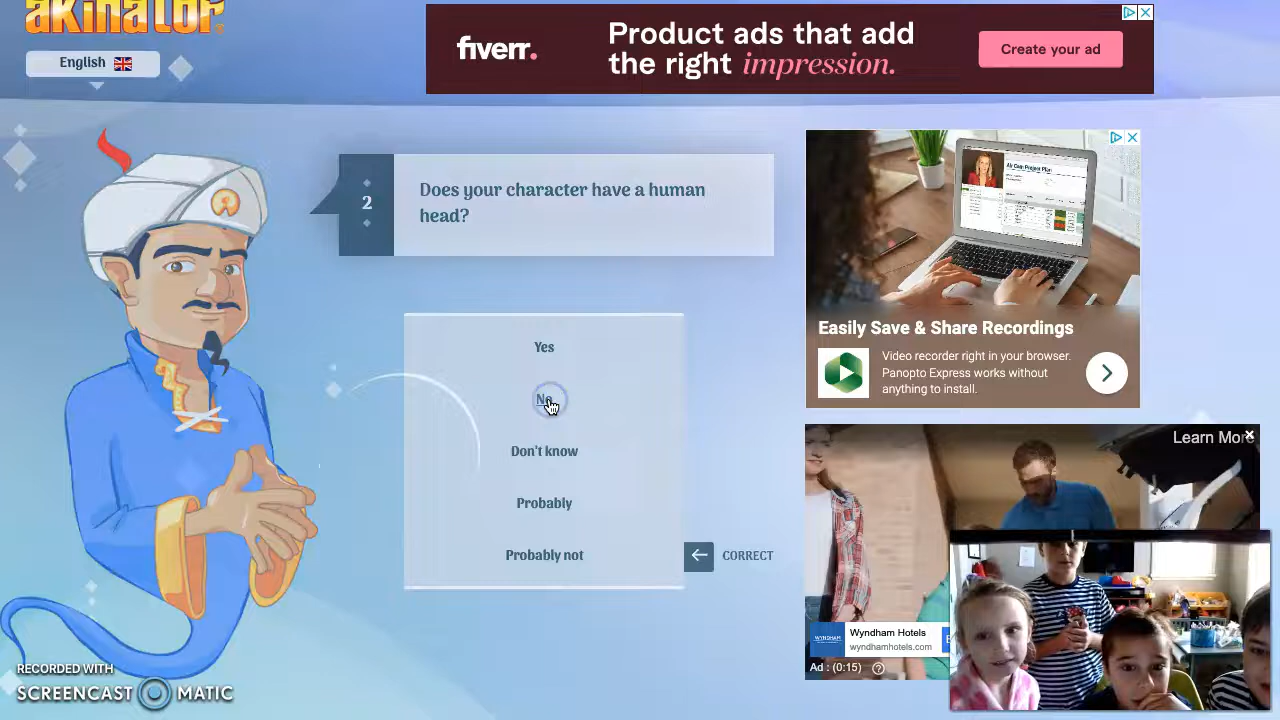 akinator
English
fiverr.
Product ads that add
the right impression.
Create your ad
2
Does your character have a human
head?
Yes
No
Don't know
Probably
Probably not
CORRECT
Easily Save & Share Recordings
Video recorder right in your browser.
Panopto Express works without
anything to install.
Learn More
WYNDHAM
Wyndham Hotels
wyndhamhotels.com
Ad : (0:15)
RECORDED WITH
SCREENCAST MATIC